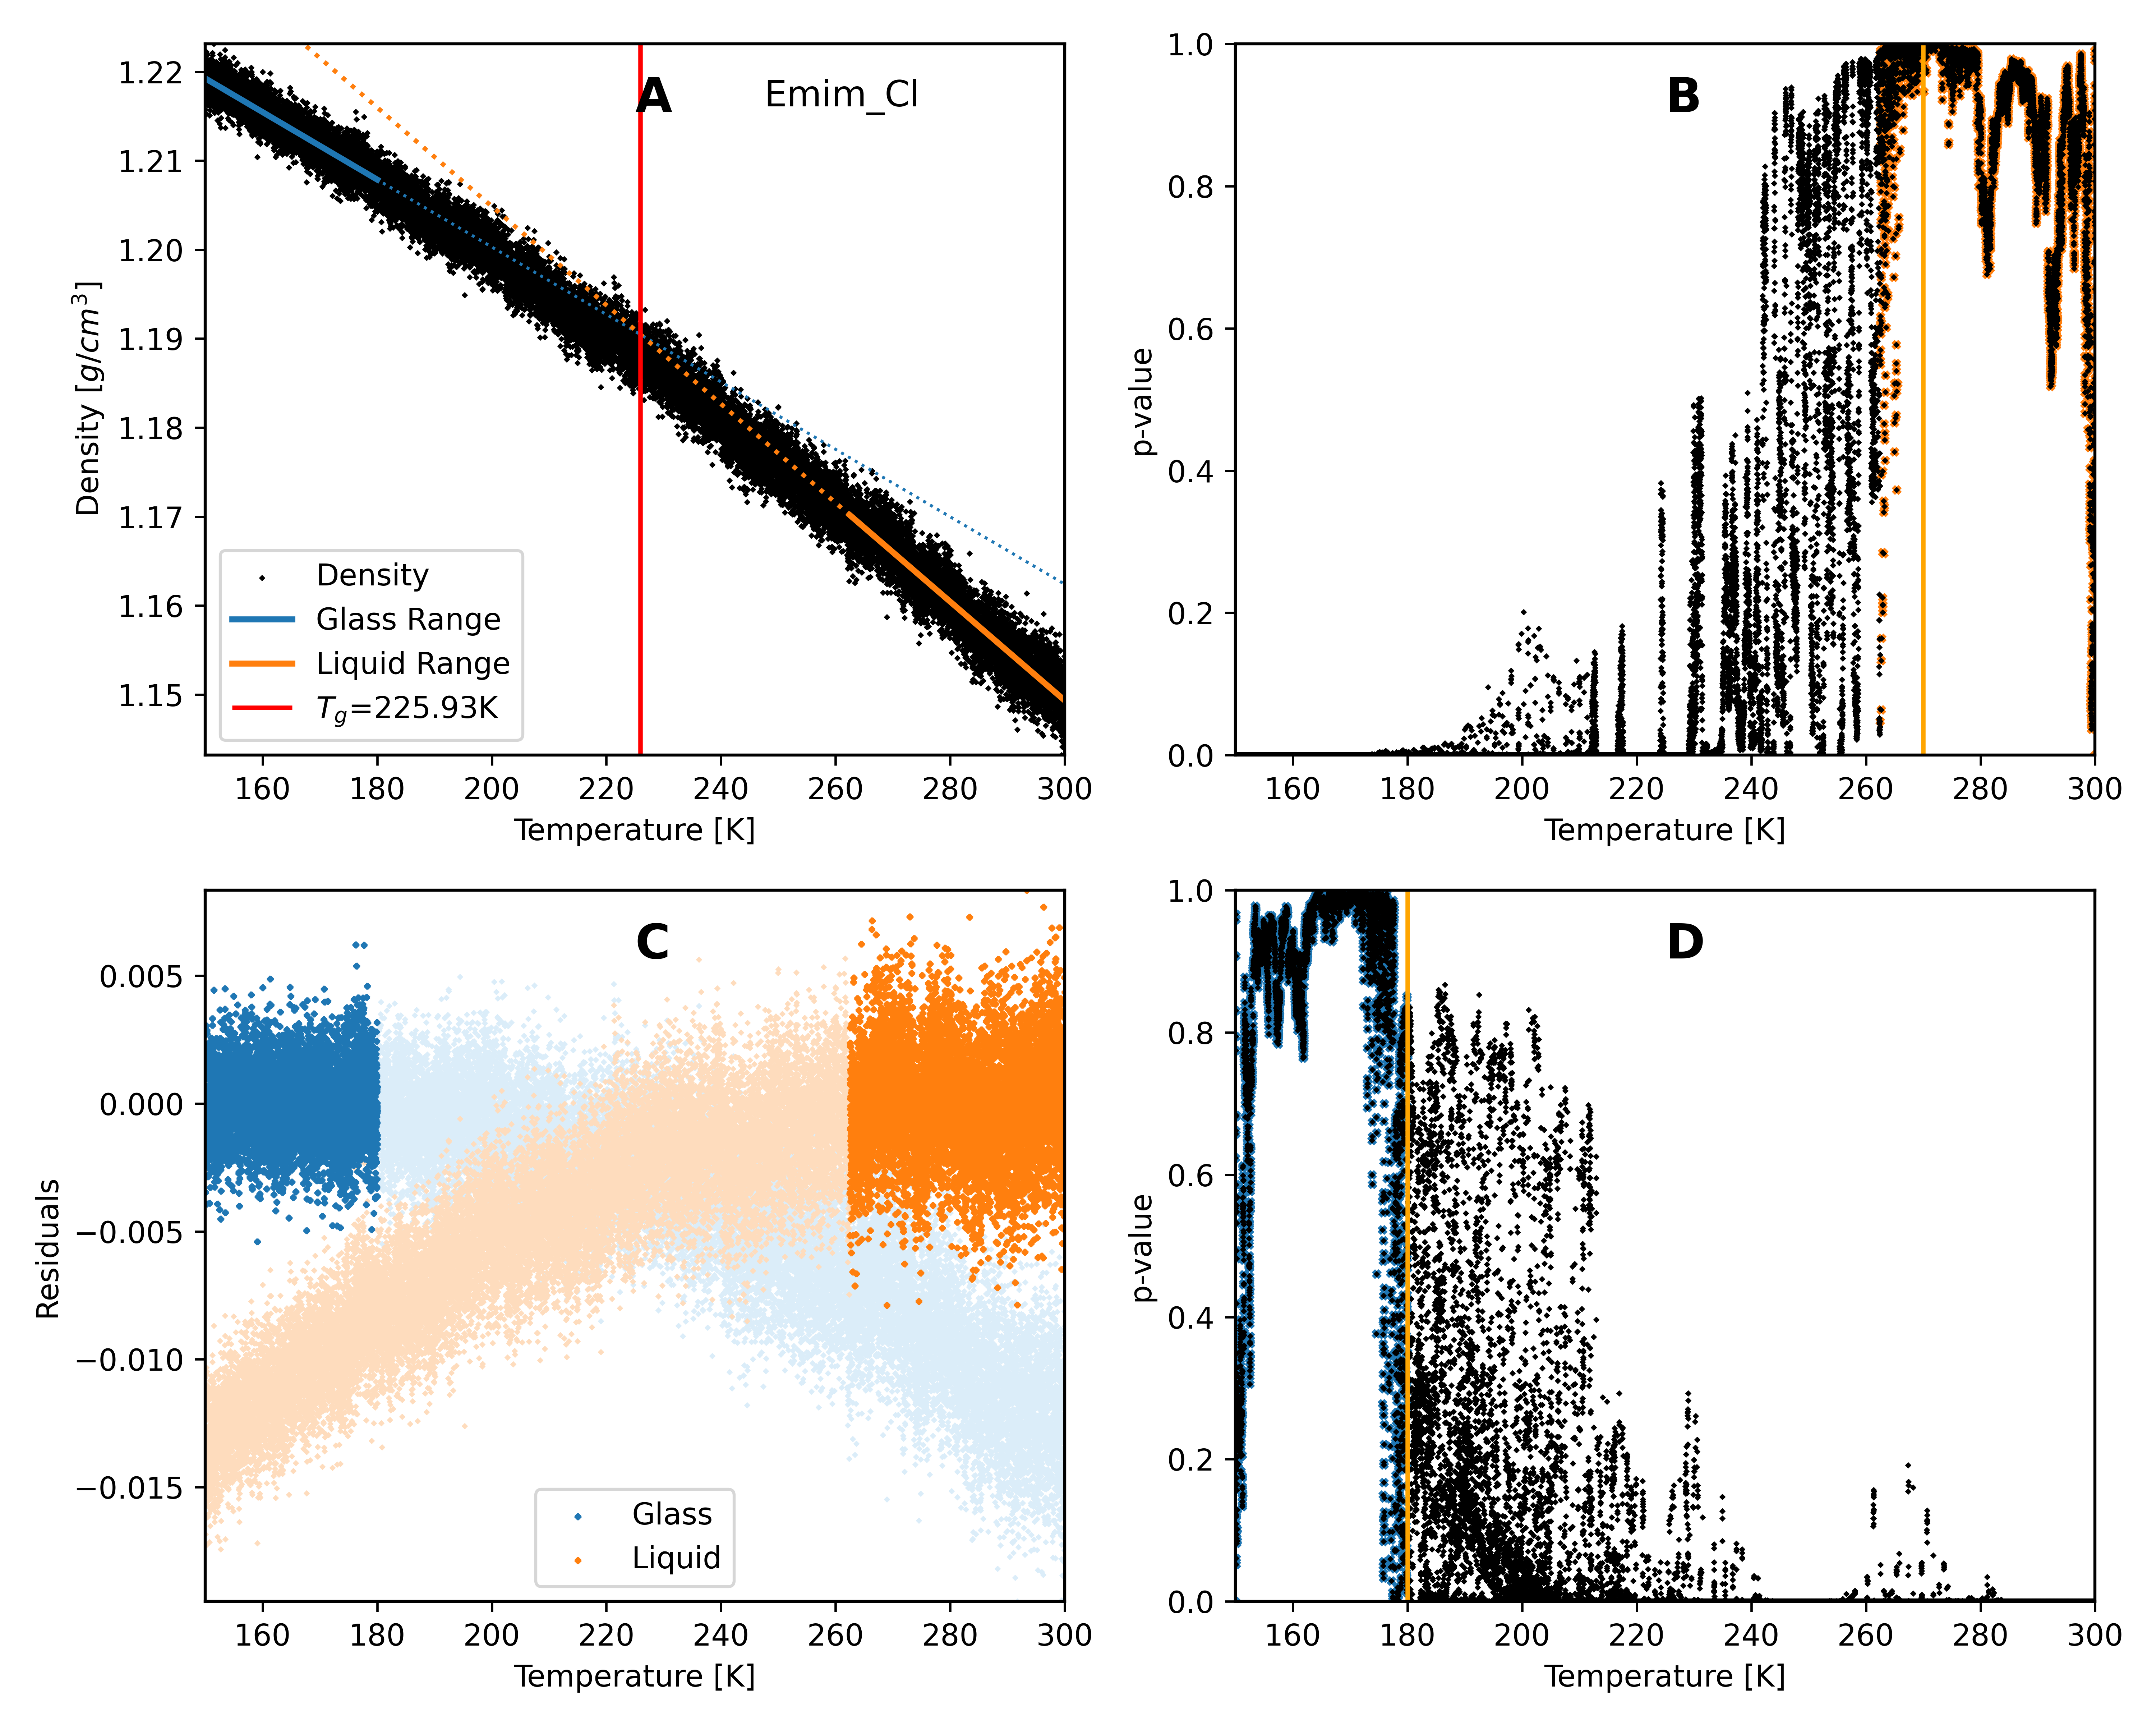 A
Emim_Cl
Density [g/cm³]
1.22
1.21
1.20
1.19
1.18
1.17
1.16
1.15
Density
Glass Range
Liquid Range
T_g=225.93K
160 180 200 220 240 260 280 300
Temperature [K]
B
p-value
1.0
0.8
0.6
0.4
0.2
0.0
160 180 200 220 240 260 280 300
Temperature [K]
C
Residuals
0.005
0.000
−0.005
−0.010
−0.015
Glass
Liquid
160 180 200 220 240 260 280 300
Temperature [K]
D
p-value
1.0
0.8
0.6
0.4
0.2
0.0
160 180 200 220 240 260 280 300
Temperature [K]